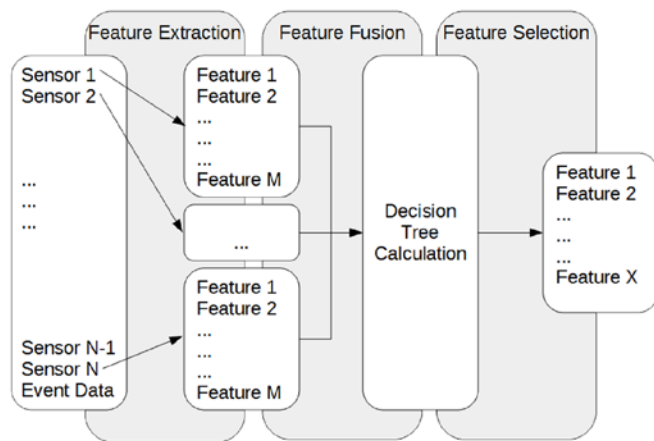 Feature Extraction
Feature Fusion
Feature Selection
Sensor 1
Sensor 2
...
...
...
Sensor N-1
Sensor N
Event Data
Feature 1
Feature 2
...
...
...
Feature M
...
Feature 1
Feature 2
...
...
...
Feature M
Decision
Tree
Calculation
Feature 1
Feature 2
...
...
...
Feature X